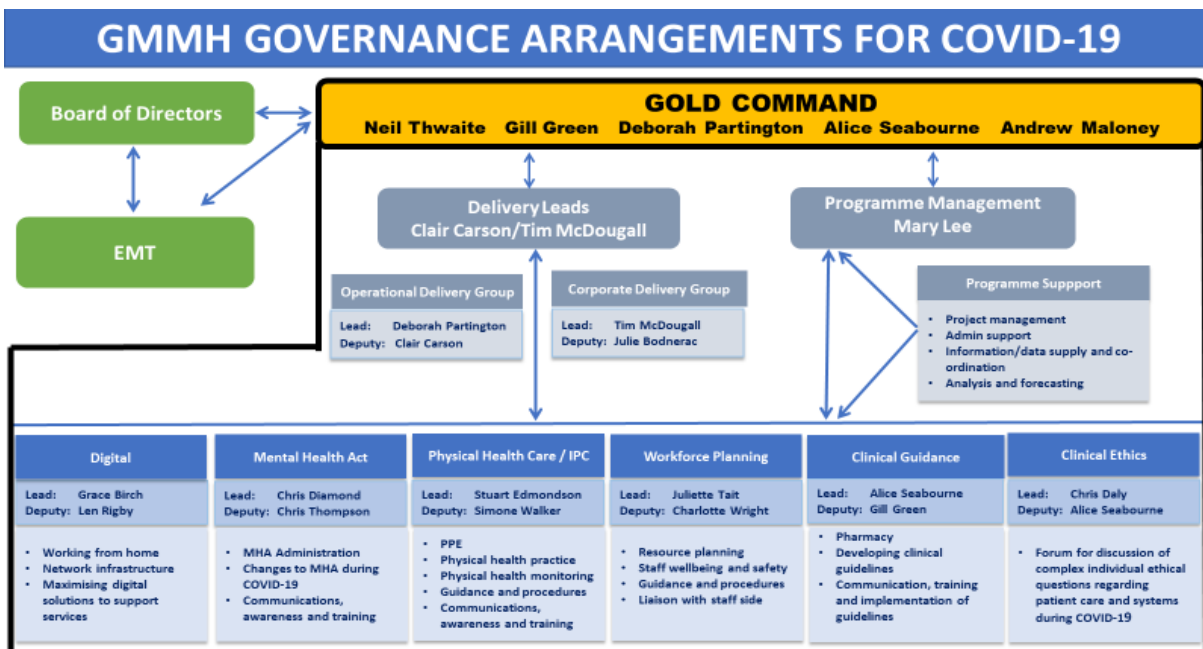 GMMH GOVERNANCE ARRANGEMENTS FOR COVID-19
Board of Directors
EMT
GOLD COMMAND
Neil Thwaite Gill Green Deborah Partington Alice Seabourne Andrew Maloney
Delivery Leads
Clair Carson/Tim McDougall
Programme Management
Mary Lee
Operational Delivery Group
Lead: Deborah Partington
Deputy: Clair Carson
Corporate Delivery Group
Lead: Tim McDougall
Deputy: Julie Bodnerac
Programme Suppport
• Project management
• Admin support
• Information/data supply and co-
ordination
• Analysis and forecasting
Digital
Lead: Grace Birch
Deputy: Len Rigby
• Working from home
• Network infrastructure
• Maximising digital
solutions to support
services
Mental Health Act
Lead: Chris Diamond
Deputy: Chris Thompson
• MHA Administration
• Changes to MHA during
COVID-19
• Communications,
awareness and training
Physical Health Care / IPC
Lead: Stuart Edmondson
Deputy: Simone Walker
• PPE
• Physical health practice
• Physical health monitoring
• Guidance and procedures
• Communications,
awareness and training
Workforce Planning
Lead: Juliette Tait
Deputy: Charlotte Wright
• Resource planning
• Staff wellbeing and safety
• Guidance and procedures
• Liaison with staff side
Clinical Guidance
Lead: Alice Seabourne
Deputy: Gill Green
• Pharmacy
• Developing clinical
guidelines
• Communication, training
and implementation of
guidelines
Clinical Ethics
Lead: Chris Daly
Deputy: Alice Seabourne
• Forum for discussion of
complex individual ethical
questions regarding
patient care and systems
during COVID-19